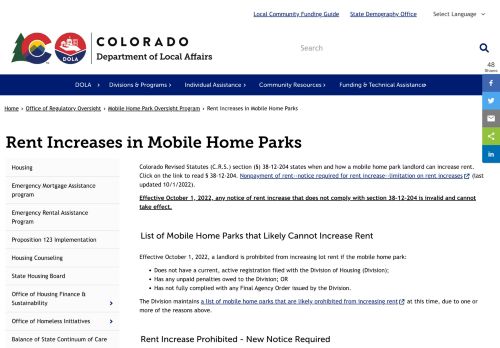 Local Community Funding Guide
State Demography Office
Select Language
COLORADO
Department of Local Affairs
CO
DOLA
Search
48
Shares
DOLA
Divisions & Programs
Individual Assistance
Community Resources
Funding & Technical Assistance
Home › Office of Regulatory Oversight › Mobile Home Park Oversight Program › Rent Increases in Mobile Home Parks
Rent Increases in Mobile Home Parks
Housing
Emergency Mortgage Assistance
program
Emergency Rental Assistance
Program
Proposition 123 Implementation
Housing Counseling
State Housing Board
Office of Housing Finance &
Sustainability
Office of Homeless Initiatives
Balance of State Continuum of Care
Colorado Revised Statutes (C.R.S.) section (§) 38-12-204 states when and how a mobile home park landlord can increase rent.
Click on the link to read § 38-12-204. Nonpayment of rent--notice required for rent increase--limitation on rent increases (last
updated 10/1/2022).
Effective October 1, 2022, any notice of rent increase that does not comply with section 38-12-204 is invalid and cannot
take effect.
List of Mobile Home Parks that Likely Cannot Increase Rent
Effective October 1, 2022, a landlord is prohibited from increasing lot rent if the mobile home park:
• Does not have a current, active registration filed with the Division of Housing (Division);
• Has any unpaid penalties owed to the Division; OR
• Has not fully complied with any Final Agency Order issued by the Division.
The Division maintains a list of mobile home parks that are likely prohibited from increasing rent at this time, due to one or
more of the reasons above.
Rent Increase Prohibited - New Notice Required